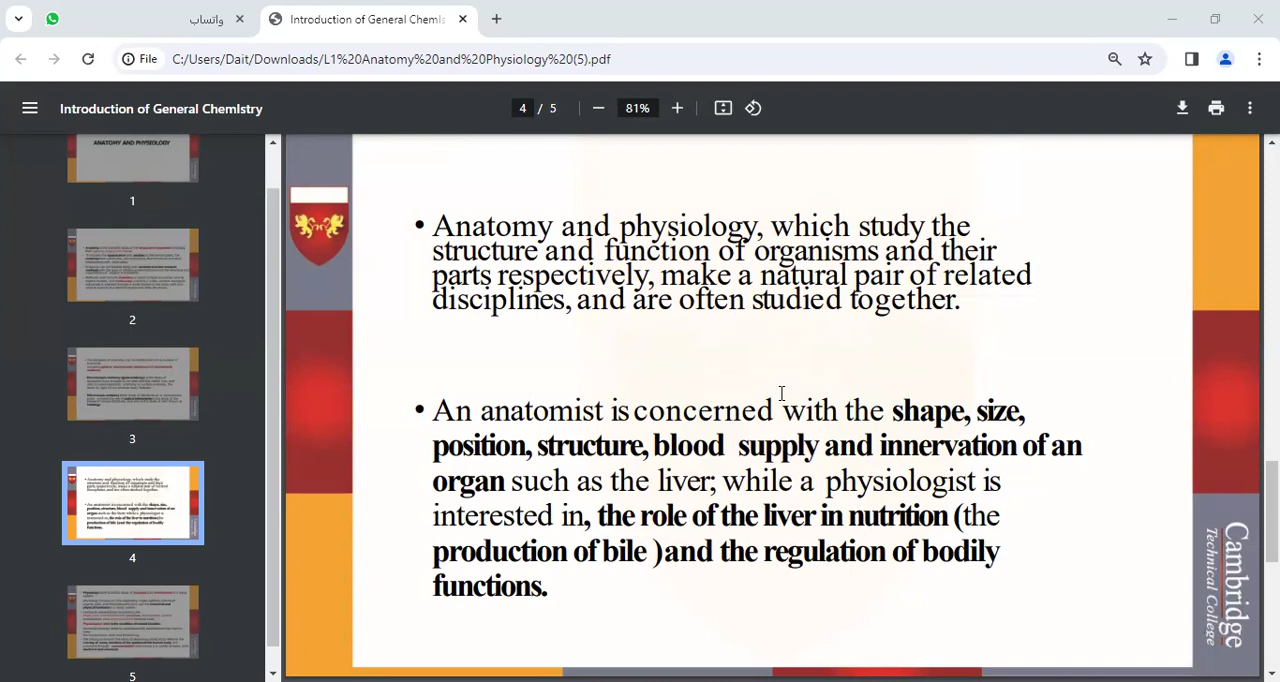 واتساب
Introduction of General ChemIs
File
C:/Users/Dait/Downloads/L1%20Anatomy%20and%20Physiology%20(5).pdf
Introduction of General ChemIstry
4 / 5
81%
ANATOMY AND PHYSIOLOGY
1
2
3
4
5
• Anatomy and physiology, which study the
structure and function of organisms and their
parts respectively, make a natural pair of related
disciplines, and are often studied together.
• An anatomist is concerned with the shape, size,
position, structure, blood supply and innervation of an
organ such as the liver; while a physiologist is
interested in, the role of the liver in nutrition (the
production of bile )and the regulation of bodily
functions.
Cambridge
Technical College